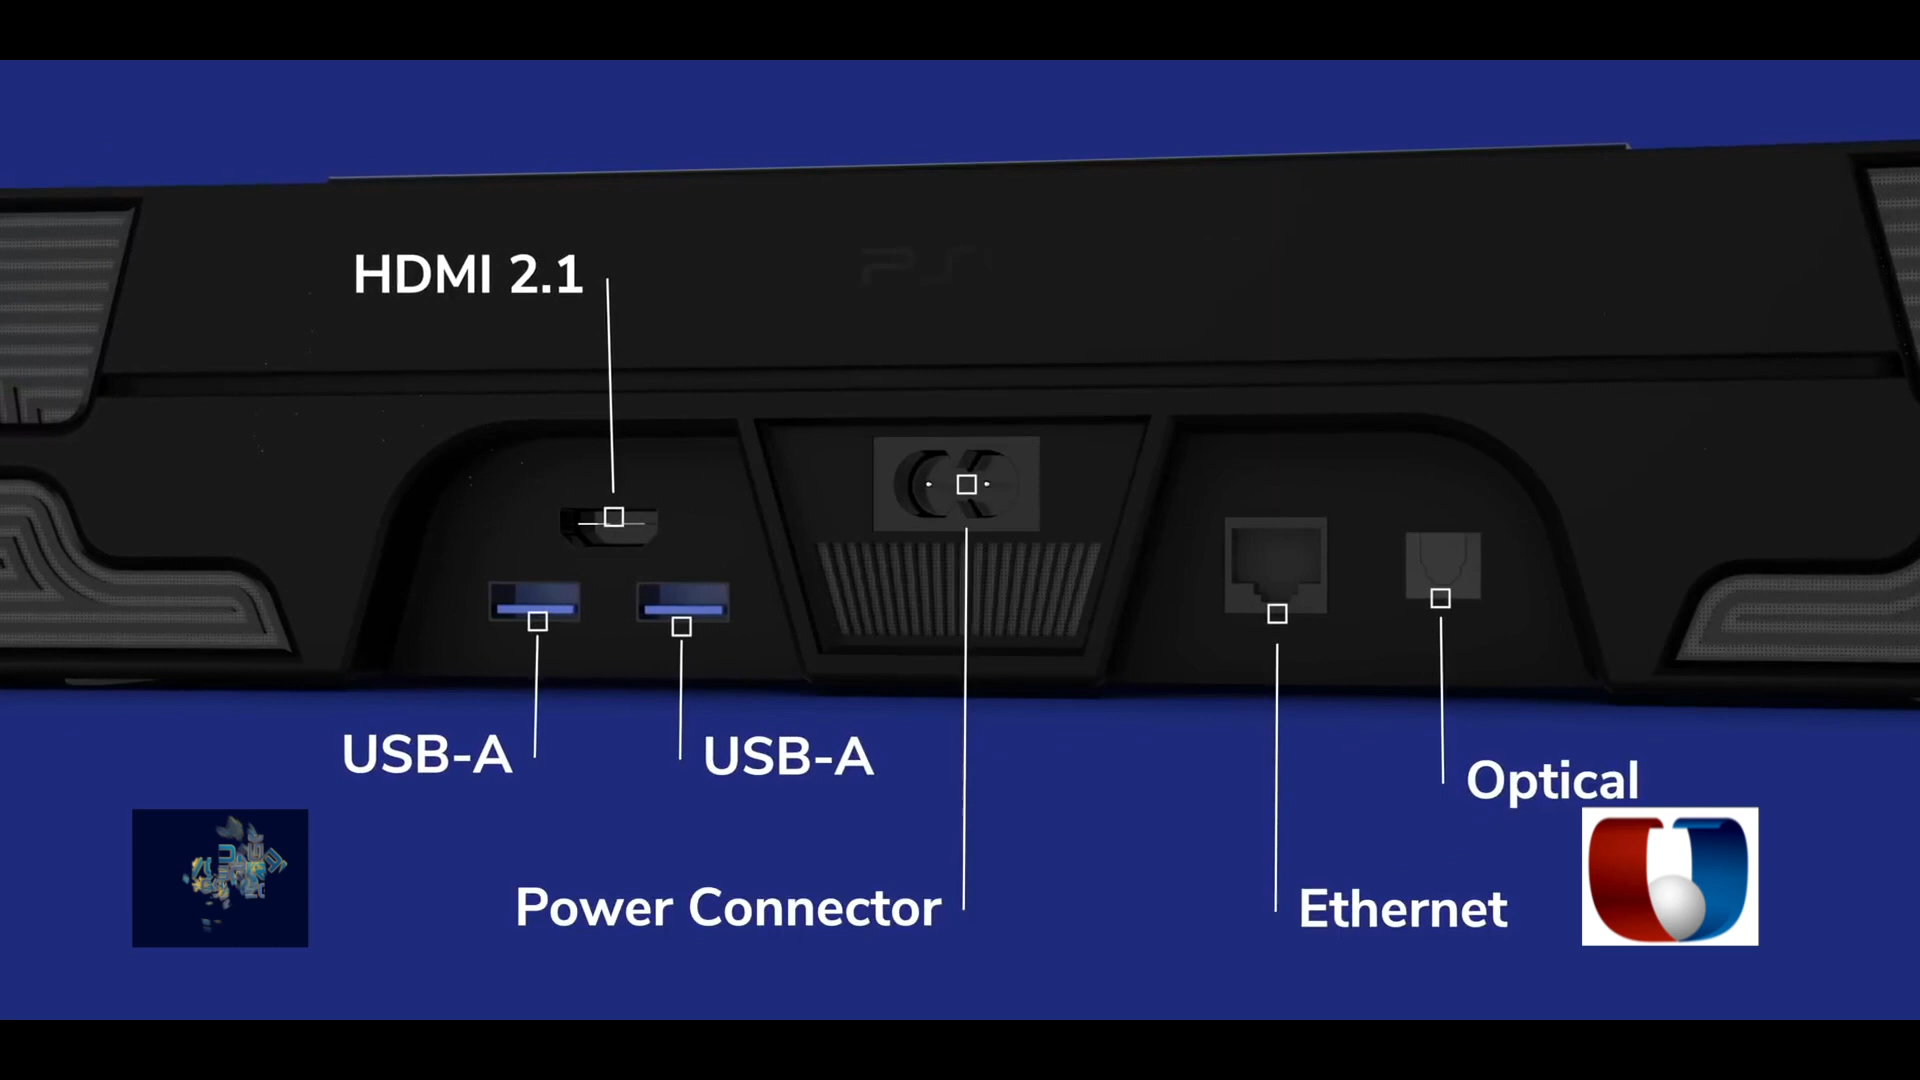 HDMI 2.1
USB-A
USB-A
Optical
Power Connector
Ethernet